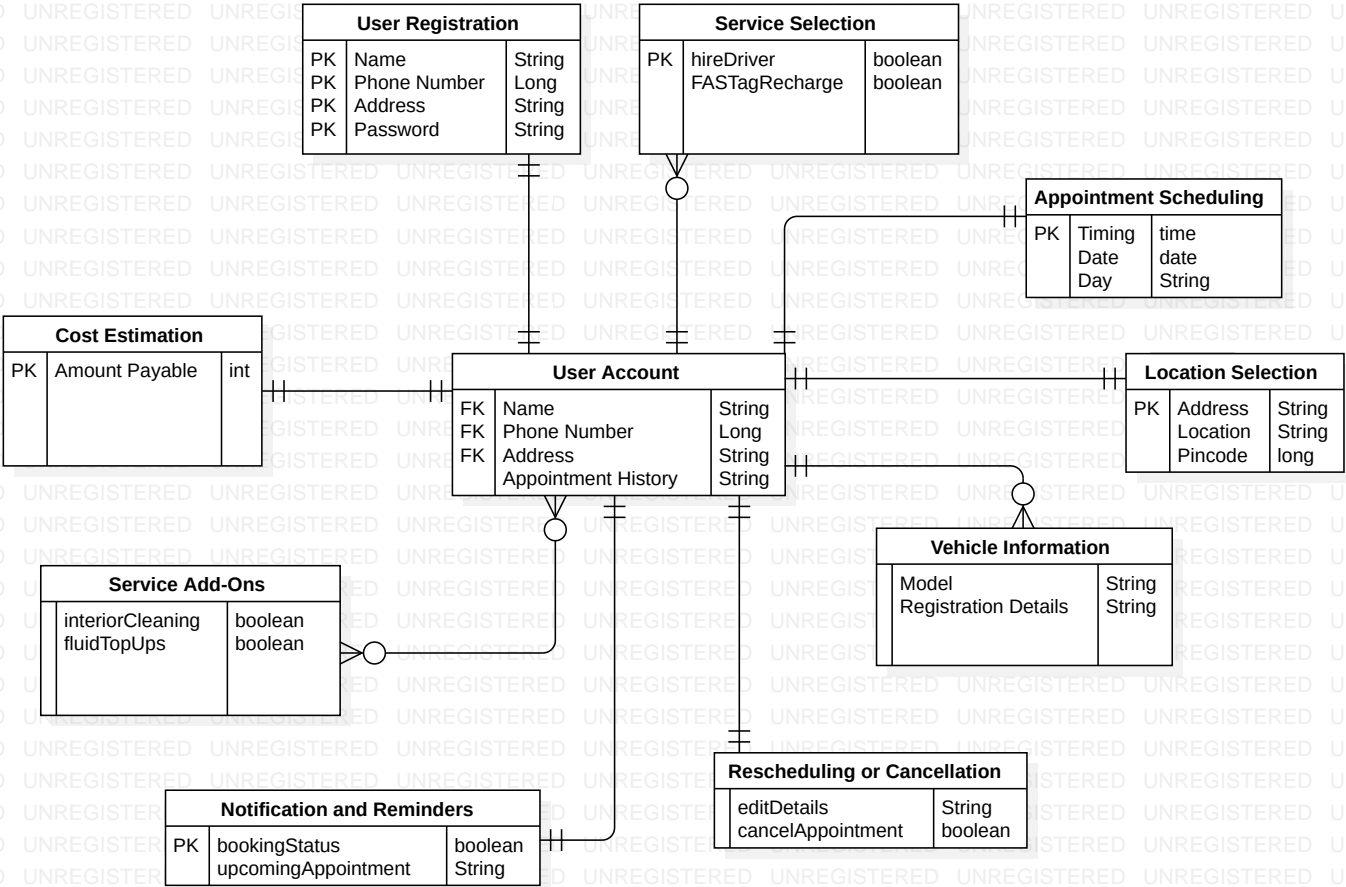 User Registration
PK Name String
PK Phone Number Long
PK Address String
PK Password String
Service Selection
PK hireDriver boolean
FASTagRecharge boolean
Appointment Scheduling
PK Timing time
Date date
Day String
Cost Estimation
PK Amount Payable int
User Account
FK Name String
FK Phone Number Long
FK Address String
Appointment History String
Location Selection
PK Address String
Location String
Pincode long
Vehicle Information
Model String
Registration Details String
Service Add-Ons
interiorCleaning boolean
fluidTopUps boolean
Rescheduling or Cancellation
editDetails String
cancelAppointment boolean
Notification and Reminders
PK bookingStatus boolean
upcomingAppointment String
UNREGISTERED